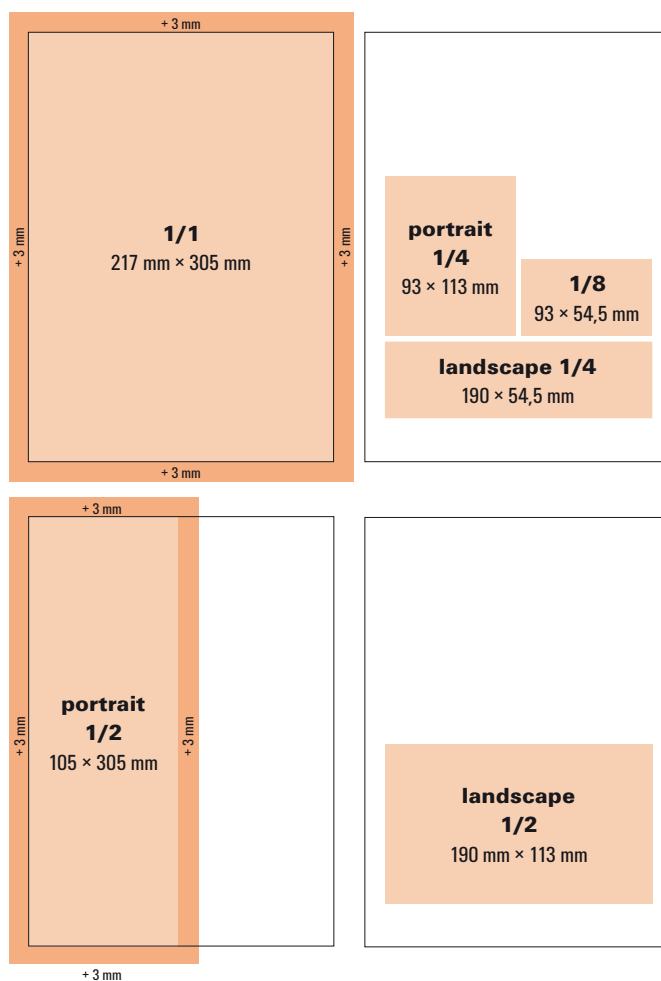 + 3 mm
+ 3 mm
1/1
217 mm × 305 mm
+ 3 mm
+ 3 mm
portrait
1/4
93 × 113 mm
1/8
93 × 54,5 mm
landscape 1/4
190 × 54,5 mm
+ 3 mm
+ 3 mm
portrait
1/2
105 × 305 mm
+ 3 mm
+ 3 mm
landscape
1/2
190 mm × 113 mm